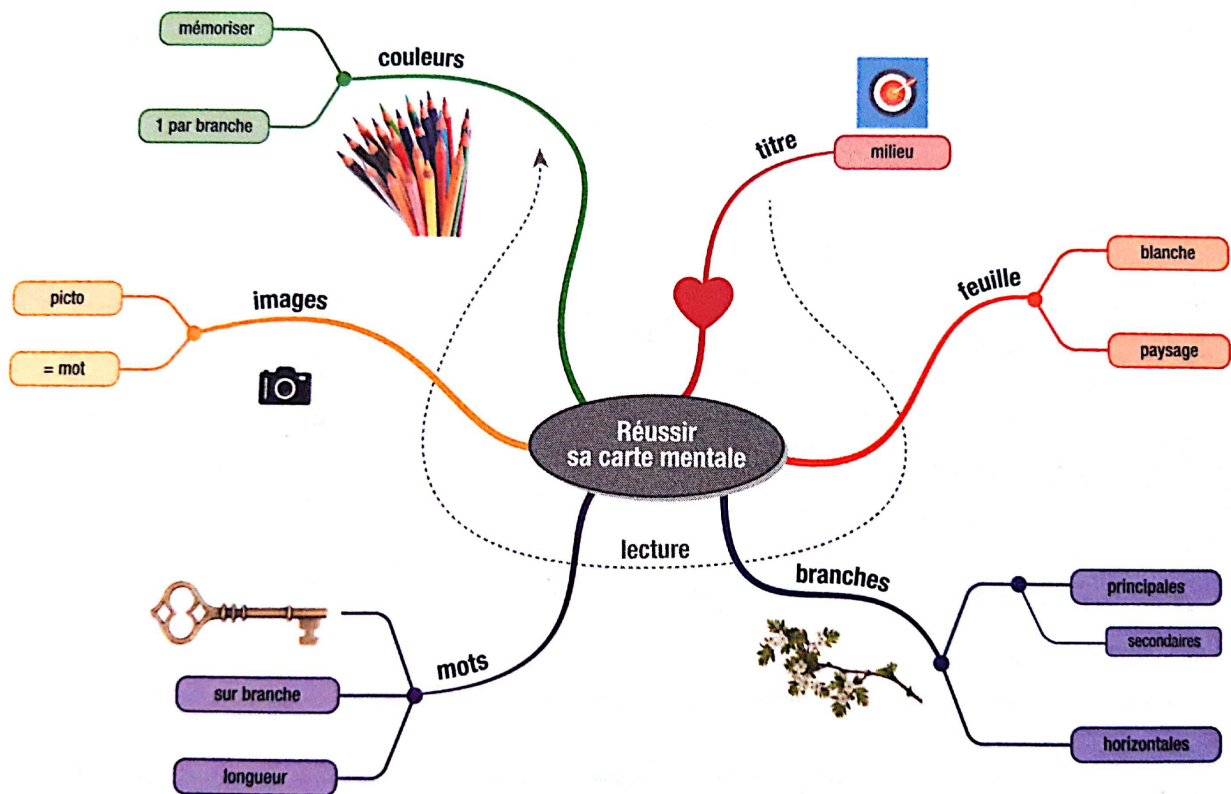 Réussir
sa carte mentale
titre
milieu
feuille
blanche
paysage
branches
principales
secondaires
horizontales
lecture
mots
sur branche
longueur
images
picto
= mot
couleurs
mémoriser
1 par branche